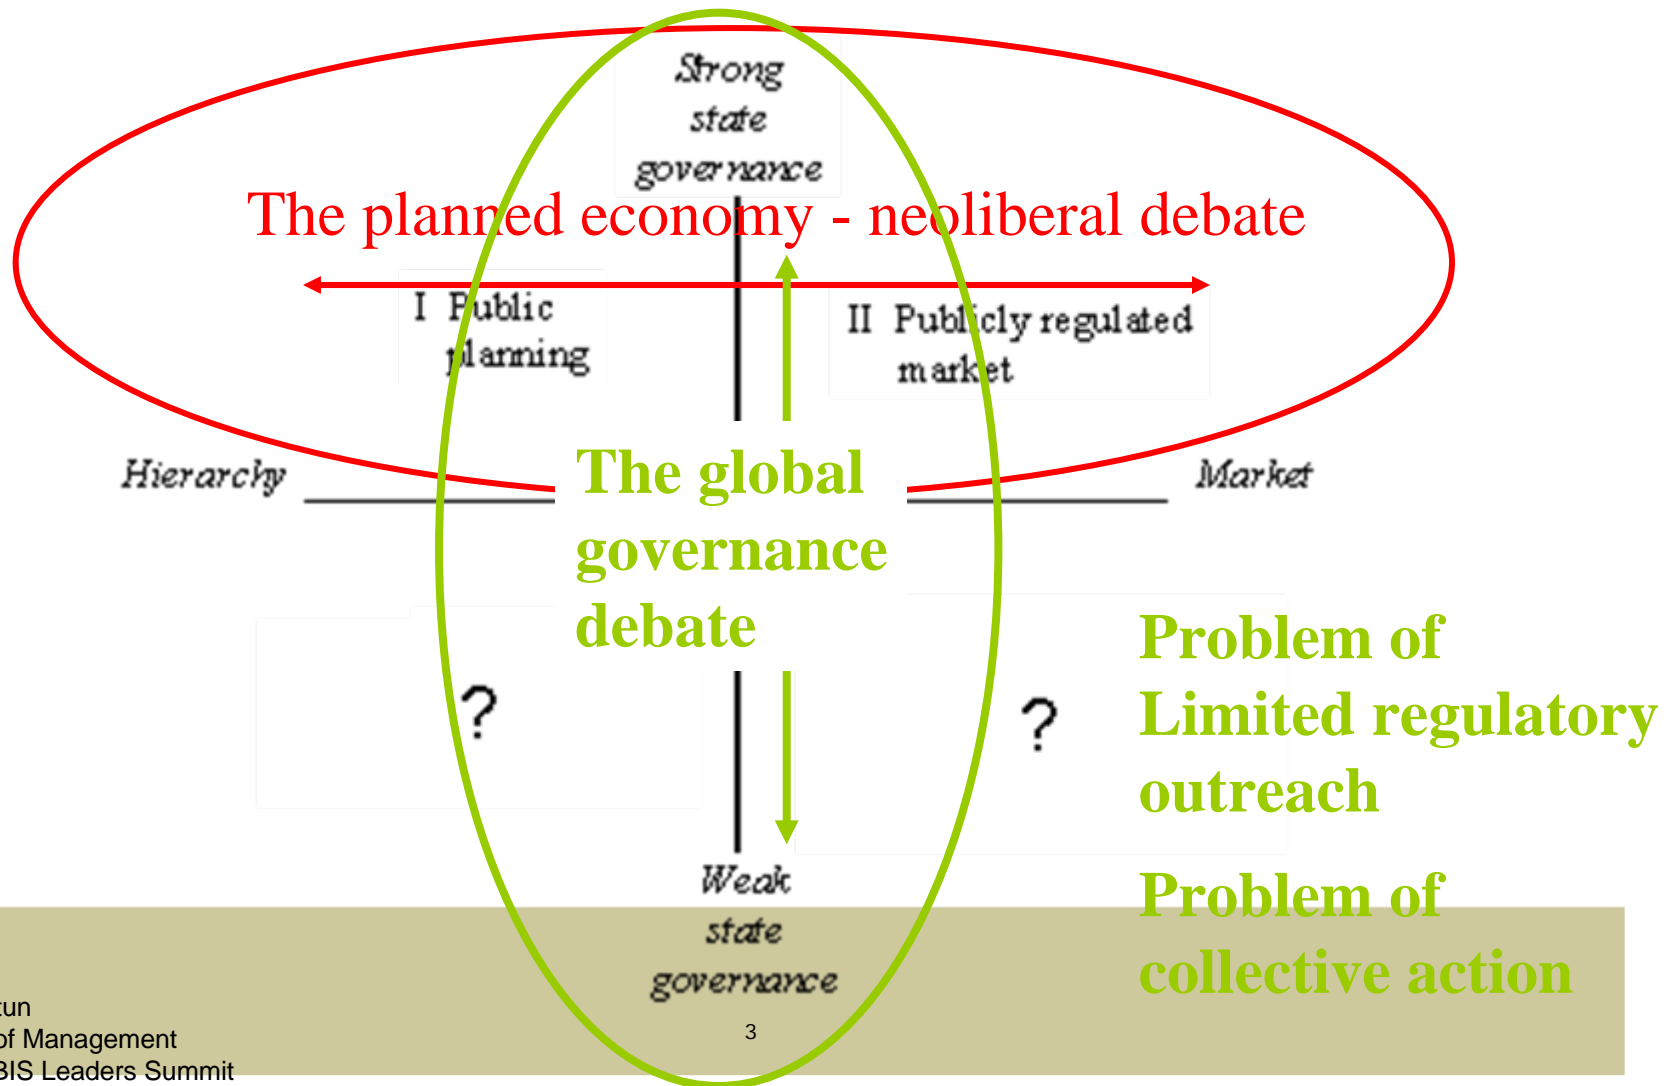 Strong
state
governance
The planned economy - neoliberal debate
I Public
planning
II Publicly regulated
market
Hierarchy
Market
The global
governance
debate
?
?
Problem of
Limited regulatory
outreach
Problem of
collective action
Weak
state
governance
tun
of Management
BIS Leaders Summit
3